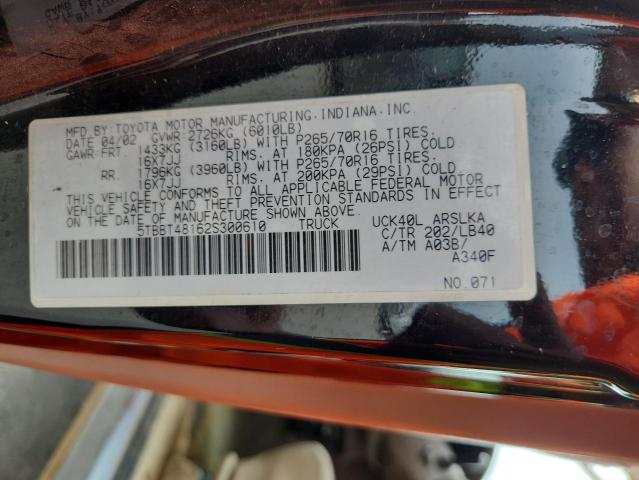 MFD.BY:TOYOTA MOTOR MANUFACTURING,INDIANA,INC.
DATE 04/02 GVWR:2726KG (6010LB)
GAWR:FRT. 1433KG (3160LB) WITH P265/70R16 TIRES.
16X7JJ RIMS. AT 180KPA (26PSI) COLD
RR. 1796KG (3960LB) WITH P265/70R16 TIRES.
16X7JJ RIMS. AT 200KPA (29PSI) COLD
THIS VEHICLE CONFORMS TO ALL APPLICABLE FEDERAL MOTOR
VEHICLE SAFETY AND THEFT PREVENTION STANDARDS IN EFFECT
ON DATE OF MANUFACTURE SHOWN ABOVE.
5TBBT48162S300610 TRUCK UCK40L ARSLKA
C/TR 202/LB40
A/TM A03B/
A340F
NO.071